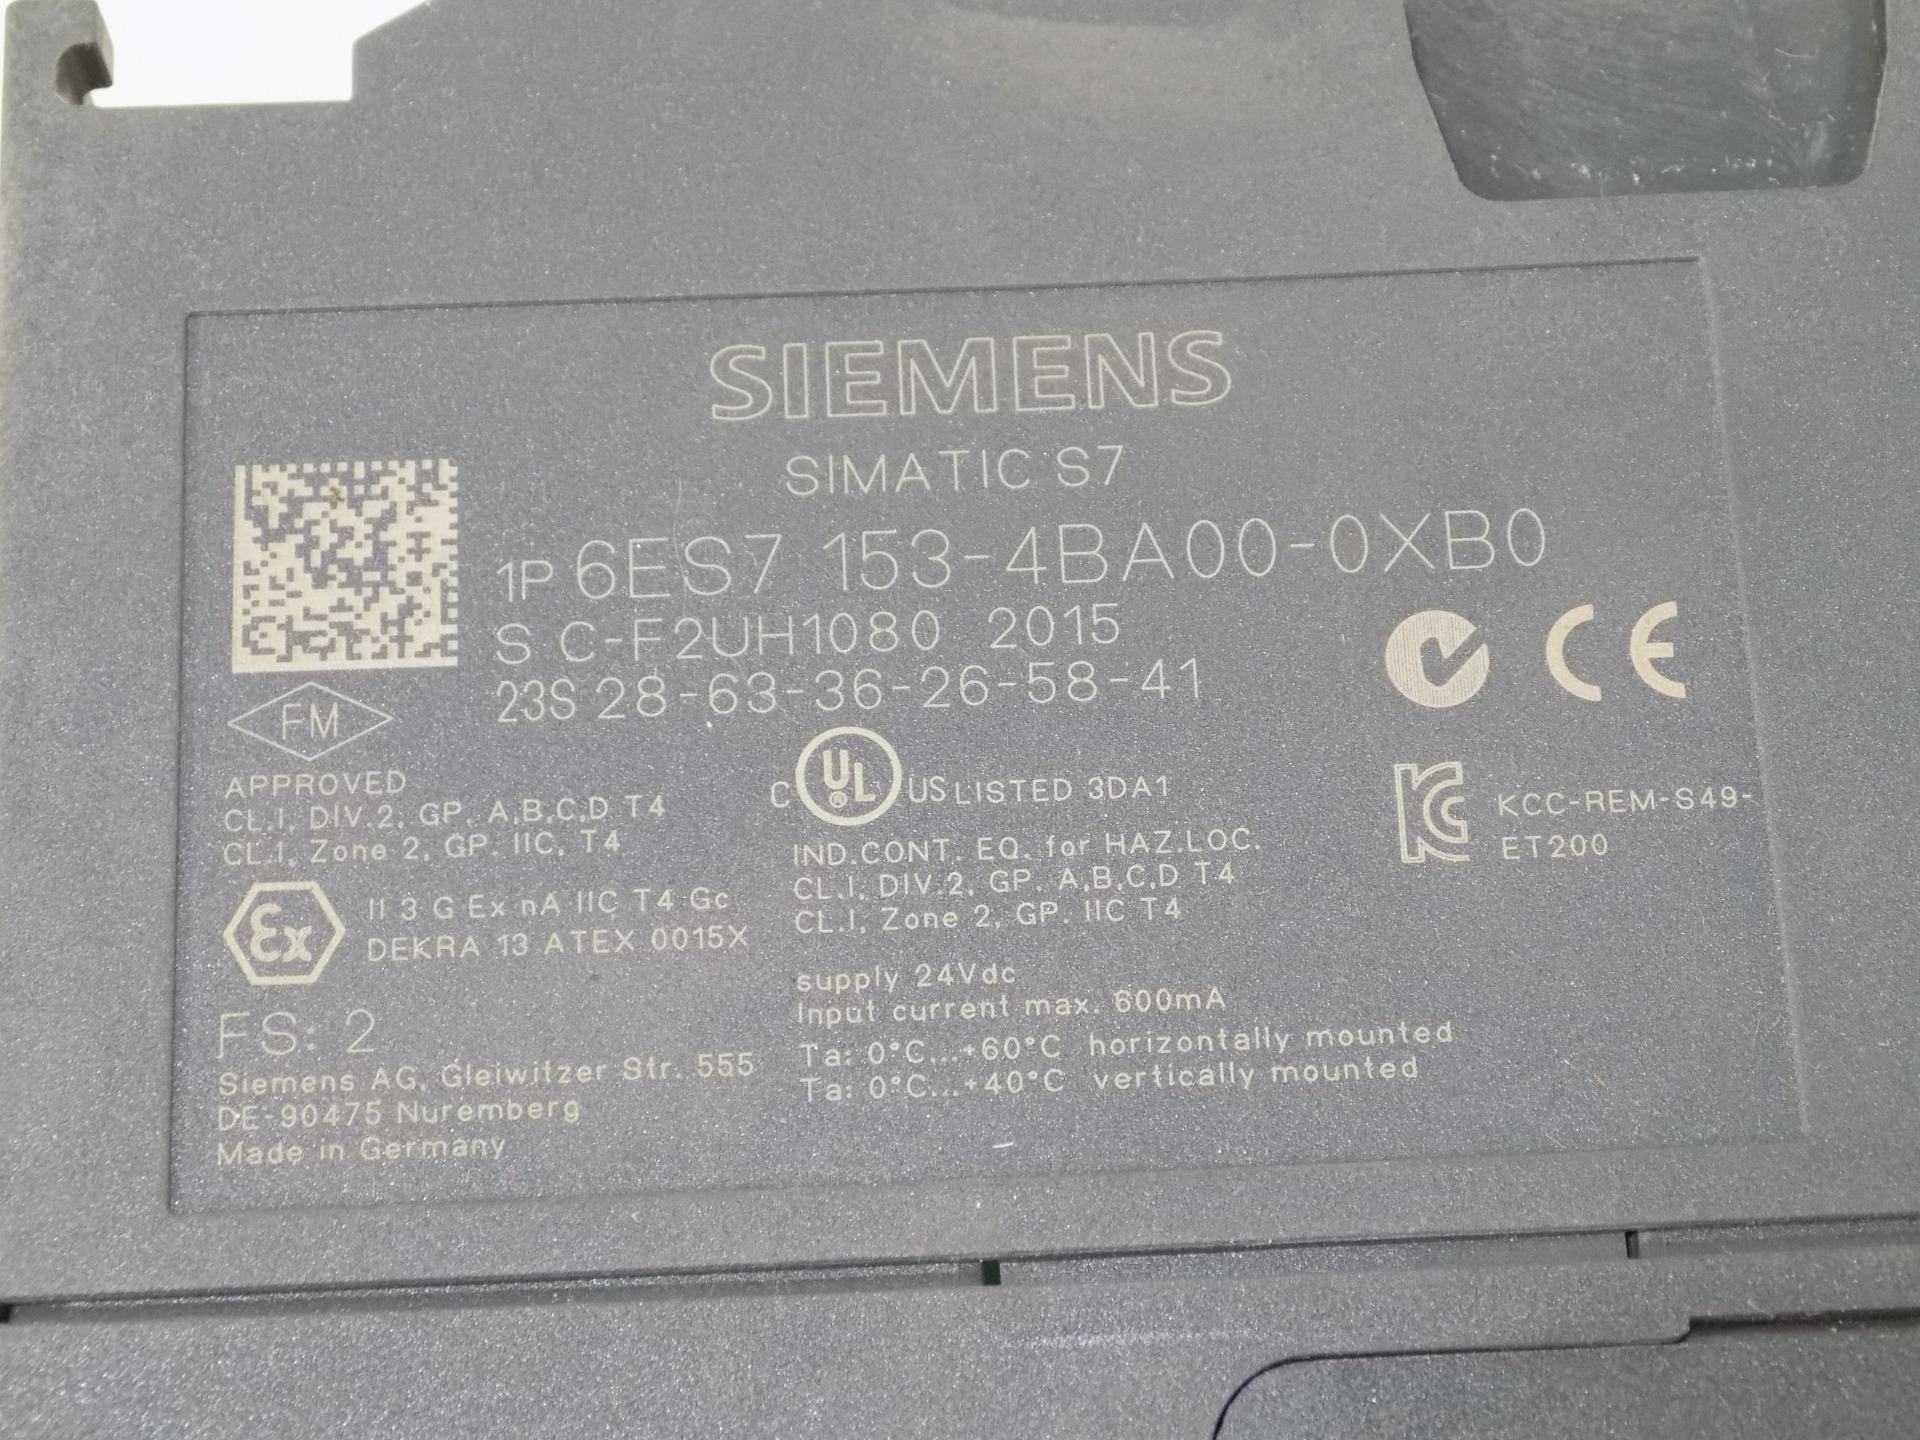 SIEMENS
SIMATIC S7
1P 6ES7 153-4BA00-0XB0
S C-F2UH1080 2015
23S 28-63-36-26-58-41
FM
APPROVED
CL.I, DIV.2, GP. A,B,C,D T4
CL.I, Zone 2, GP. IIC, T4
Ex
II 3 G Ex nA IIC T4 Gc
DEKRA 13 ATEX 0015X
FS: 2
Siemens AG, Gleiwitzer Str. 555
DE-90475 Nuremberg
Made in Germany
C UL ® US LISTED 3DA1
IND.CONT. EQ. for HAZ.LOC.
CL.I, DIV.2, GP. A,B,C,D T4
CL.I, Zone 2, GP. IIC T4
supply 24Vdc
Input current max. 600mA
Ta: 0°C...+60°C horizontally mounted
Ta: 0°C...+40°C vertically mounted
CE
KC KCC-REM-S49-
ET200